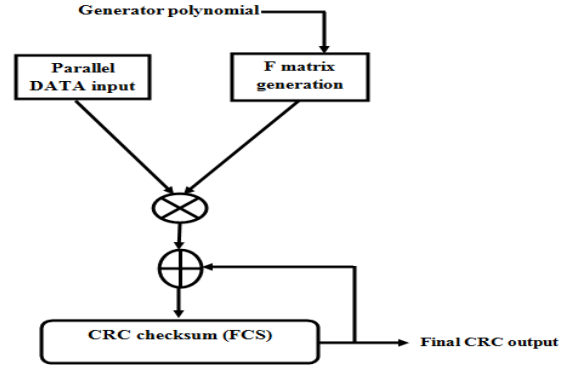 Generator polynomial
Parallel
DATA input
F matrix
generation
CRC checksum (FCS)
Final CRC output